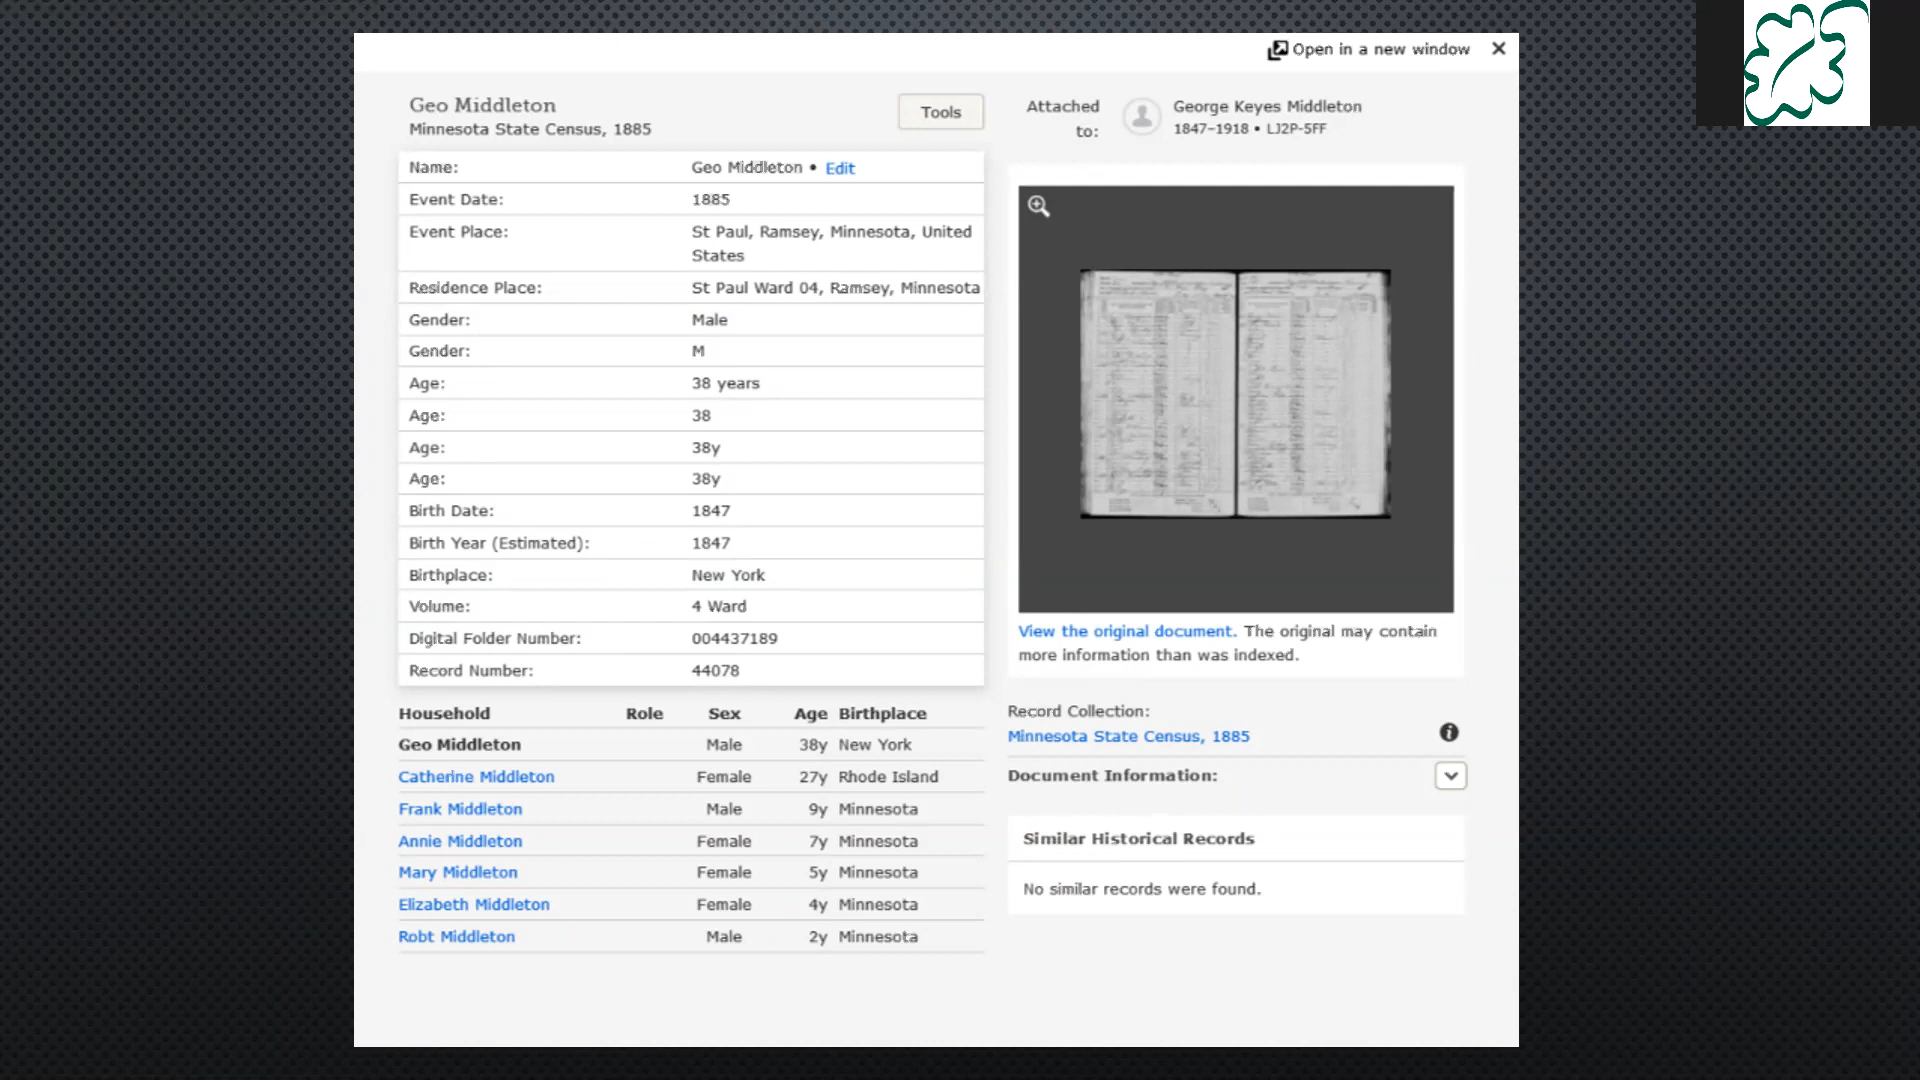 Open in a new window
Geo Middleton
Minnesota State Census, 1885
Tools
Name: Geo Middleton • Edit
Event Date: 1885
Event Place: St Paul, Ramsey, Minnesota, United
States
Residence Place: St Paul Ward 04, Ramsey, Minnesota
Gender: Male
Gender: M
Age: 38 years
Age: 38
Age: 38y
Age: 38y
Birth Date: 1847
Birth Year (Estimated): 1847
Birthplace: New York
Volume: 4 Ward
Digital Folder Number: 004437189
Record Number: 44078
Household Role Sex Age Birthplace
Geo Middleton Male 38y New York
Catherine Middleton Female 27y Rhode Island
Frank Middleton Male 9y Minnesota
Annie Middleton Female 7y Minnesota
Mary Middleton Female 5y Minnesota
Elizabeth Middleton Female 4y Minnesota
Robt Middleton Male 2y Minnesota
Attached
to:
George Keyes Middleton
1847–1918 • LJ2P-5FF
View the original document. The original may contain
more information than was indexed.
Record Collection:
Minnesota State Census, 1885
Document Information:
Similar Historical Records
No similar records were found.